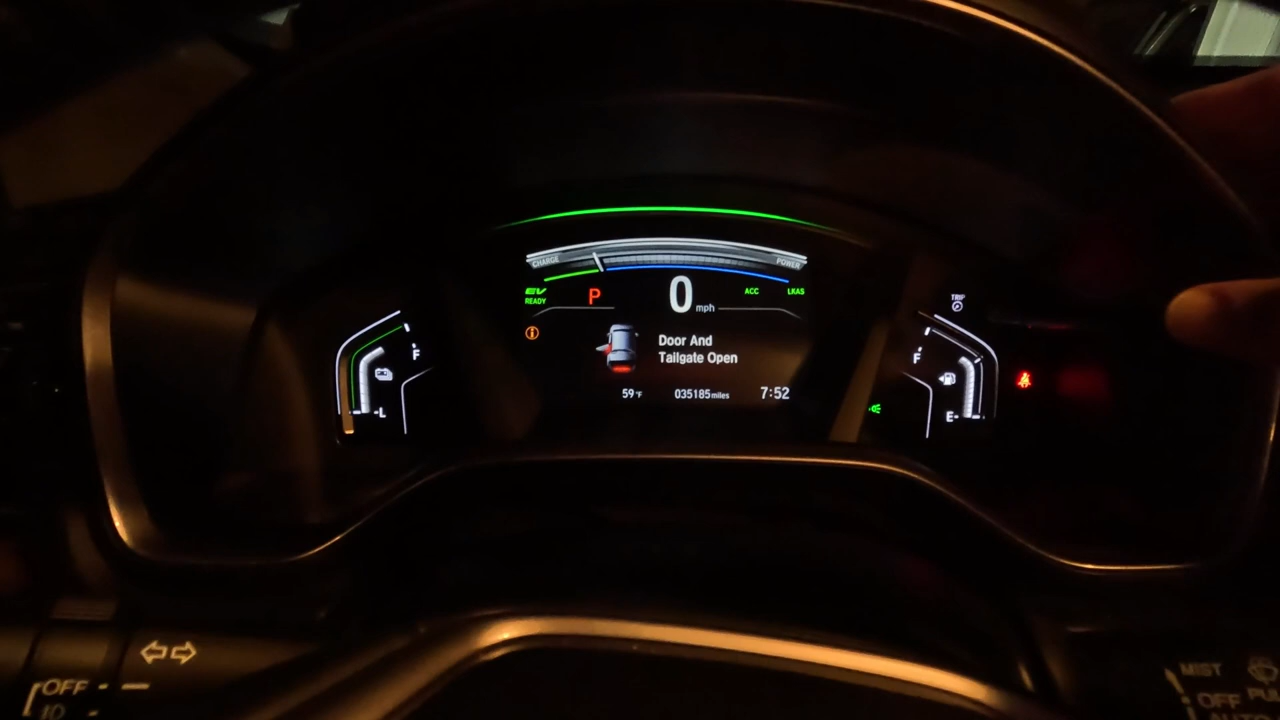 CHARGE
POWER
EV
READY
P
0 mph
ACC
LKAS
TRIP
Door And
Tailgate Open
F
L
F
E
59°F
035185 miles
7:52
OFF
MIST
OFF